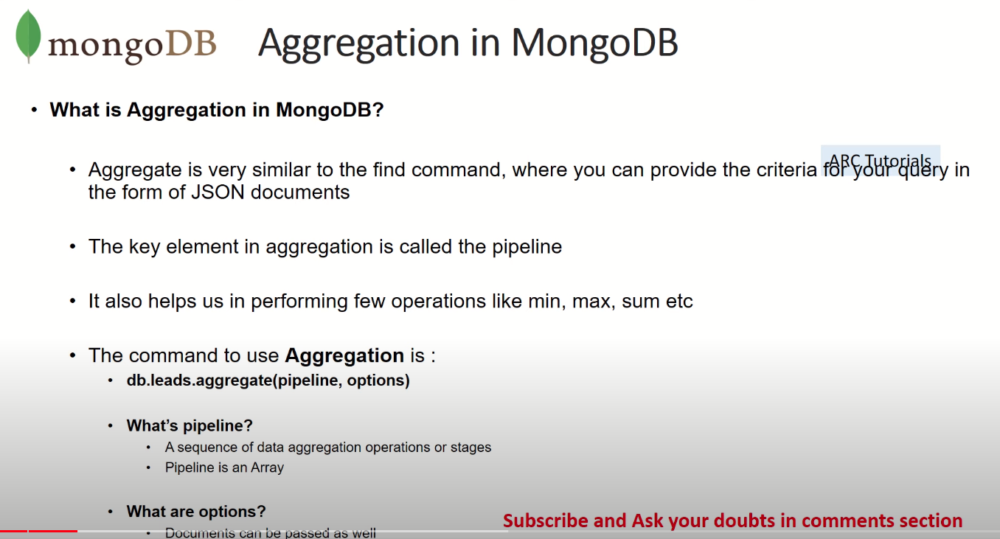 mongoDB Aggregation in MongoDB
• What is Aggregation in MongoDB?
ARC Tutorials
• Aggregate is very similar to the find command, where you can provide the criteria for your query in
the form of JSON documents
• The key element in aggregation is called the pipeline
• It also helps us in performing few operations like min, max, sum etc
• The command to use Aggregation is :
• db.leads.aggregate(pipeline, options)
• What's pipeline?
• A sequence of data aggregation operations or stages
• Pipeline is an Array
• What are options?
• Documents can be passed as well
Subscribe and Ask your doubts in comments section